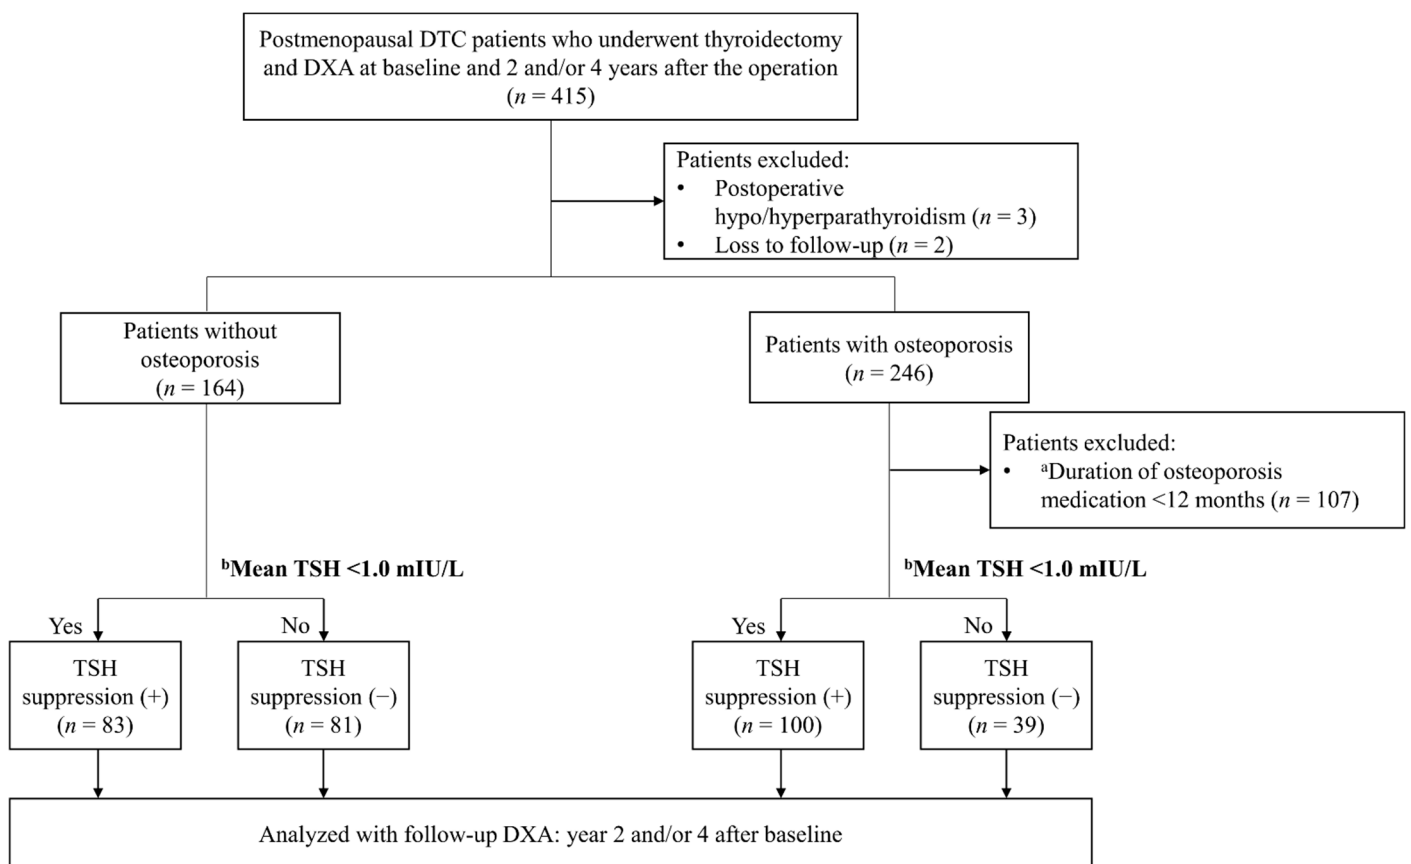 Postmenopausal DTC patients who underwent thyroidectomy
and DXA at baseline and 2 and/or 4 years after the operation
(n = 415)
Patients excluded:
• Postoperative
hypo/hyperparathyroidism (n = 3)
• Loss to follow-up (n = 2)
Patients without
osteoporosis
(n = 164)
Patients with osteoporosis
(n = 246)
Patients excluded:
• ᵃDuration of osteoporosis
medication <12 months (n = 107)
ᵇMean TSH <1.0 mIU/L
ᵇMean TSH <1.0 mIU/L
Yes
No
Yes
No
TSH
suppression (+)
(n = 83)
TSH
suppression (−)
(n = 81)
TSH
suppression (+)
(n = 100)
TSH
suppression (−)
(n = 39)
Analyzed with follow-up DXA: year 2 and/or 4 after baseline